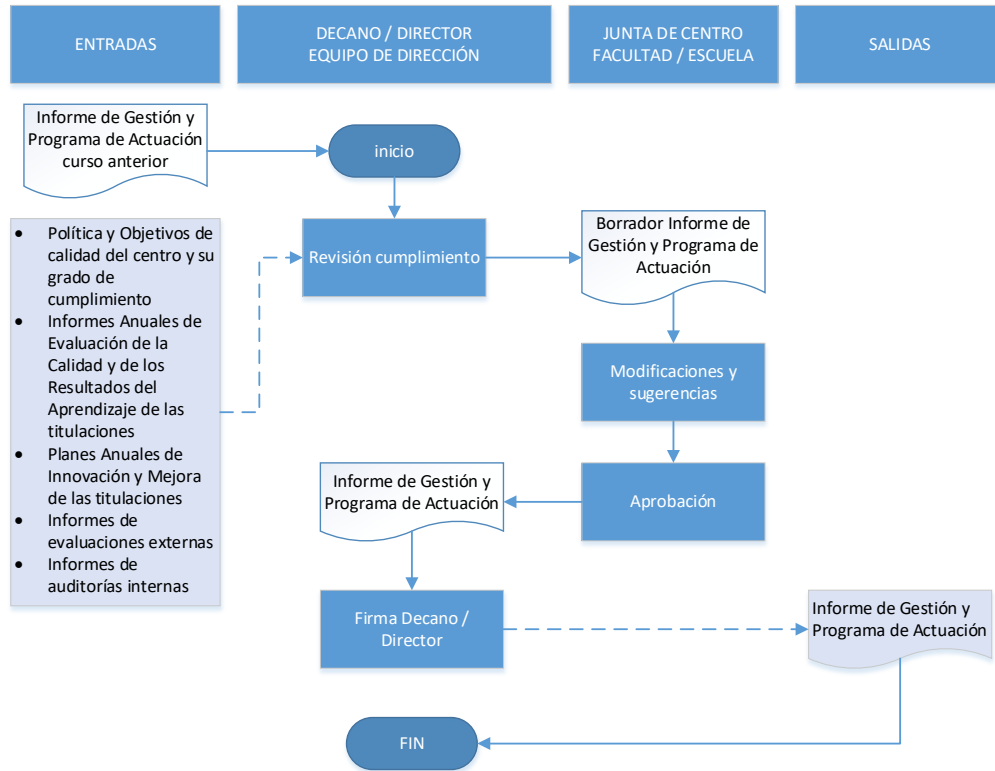 ENTRADAS
DECANO / DIRECTOR
EQUIPO DE DIRECCIÓN
JUNTA DE CENTRO
FACULTAD / ESCUELA
SALIDAS
Informe de Gestión y
Programa de Actuación
curso anterior
inicio
• Política y Objetivos de
calidad del centro y su
grado de
cumplimiento
• Informes Anuales de
Evaluación de la
Calidad y de los
Resultados del
Aprendizaje de las
titulaciones
• Planes Anuales de
Innovación y Mejora
de las titulaciones
• Informes de
evaluaciones externas
• Informes de
auditorías internas
Revisión cumplimiento
Borrador Informe de
Gestión y Programa de
Actuación
Modificaciones y
sugerencias
Aprobación
Informe de Gestión y
Programa de Actuación
Firma Decano /
Director
Informe de Gestión y
Programa de Actuación
FIN